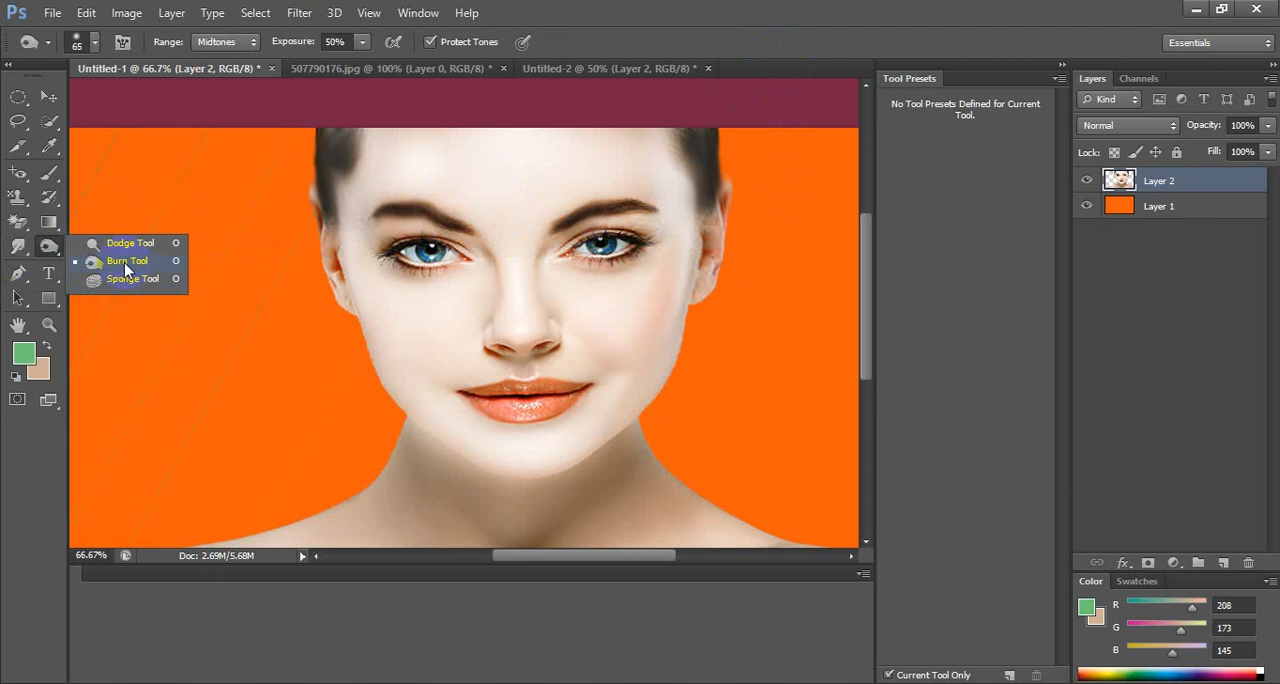 Ps File Edit Image Layer Type Select Filter 3D View Window Help
65 Range: Midtones Exposure: 50% Protect Tones Essentials
Untitled-1 @ 66.7% (Layer 2, RGB/8) * × 507790176.jpg @ 100% (Layer 0, RGB/8) * × Untitled-2 @ 50% (Layer 2, RGB/8) * ×
Tool Presets
No Tool Presets Defined for Current
Tool.
Layers Channels
Kind
Normal Opacity: 100%
Lock: Fill: 100%
Layer 2
Layer 1
Dodge Tool O
Burn Tool O
Sponge Tool O
T
66.67% Doc: 2.69M/5.68M
fx
Color Swatches
R 208
G 173
B 145
Current Tool Only